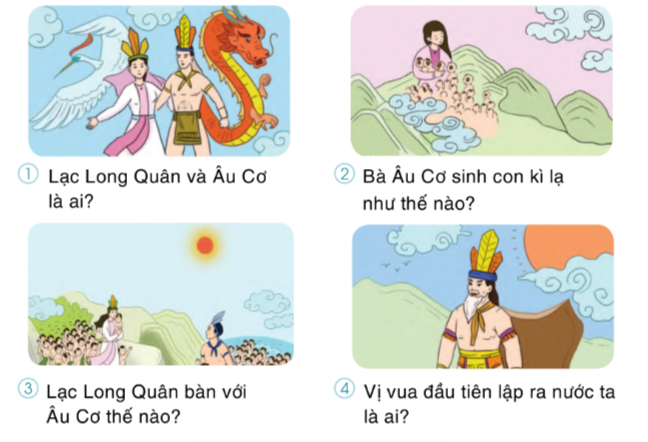 ① Lạc Long Quân và Âu Cơ
là ai?
② Bà Âu Cơ sinh con kì lạ
như thế nào?
③ Lạc Long Quân bàn với
Âu Cơ thế nào?
④ Vị vua đầu tiên lập ra nước ta
là ai?